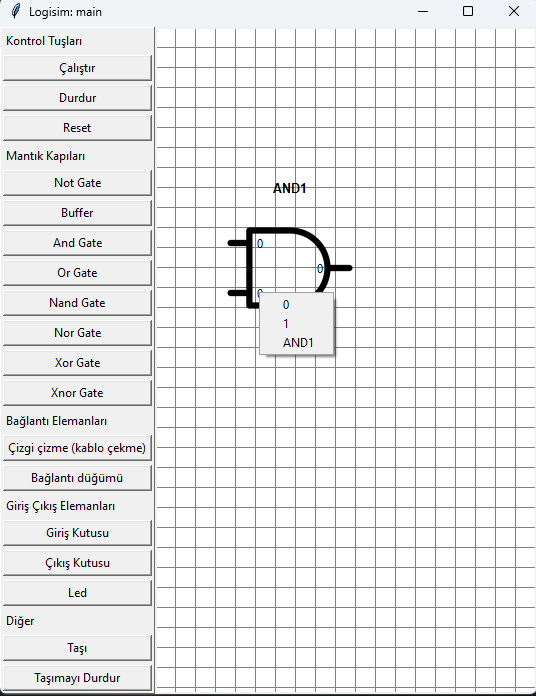 Logisim: main
Kontrol Tuşları
Çalıştır
Durdur
Reset
Mantık Kapıları
Not Gate
Buffer
And Gate
Or Gate
Nand Gate
Nor Gate
Xor Gate
Xnor Gate
Bağlantı Elemanları
Çizgi çizme (kablo çekme)
Bağlantı düğümü
Giriş Çıkış Elemanları
Giriş Kutusu
Çıkış Kutusu
Led
Diğer
Taşı
Taşımayı Durdur
AND1
0
0
0
0
1
AND1